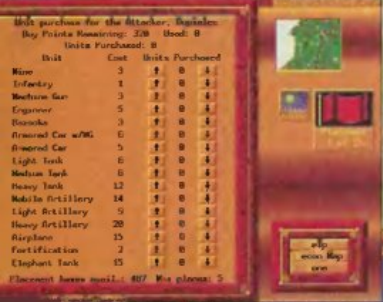 Unit purchase for the Attacker,
Buy Points Remaining: 320 Used: 0
Units Purchased: 0
Unit Cost Units Purchased
Mine 3 0
Infantry 1 0
Machine Gun 3 0
Engineer 5 0
Bazooka 3 0
Armored Car w/MG 6 0
Armored Car 5 0
Light Tank 6 0
Medium Tank 8 0
Heavy Tank 12 0
Mobile Artillery 14 0
Light Artillery 9 0
Heavy Artillery 20 0
Airplane 15 0
Fortification 2 0
Elephant Tank 15 0
Placement hexes avail.: 407 Max planes: 5